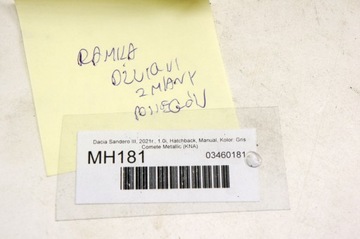 RAMKA
DŹWIGNI
ZMIANY
BIEGÓW
Dacia Sandero III, 2021r., 1.0i, Hatchback, Manual, Kolor: Gris
Comete Metallic (KNA)
MH181
03460181